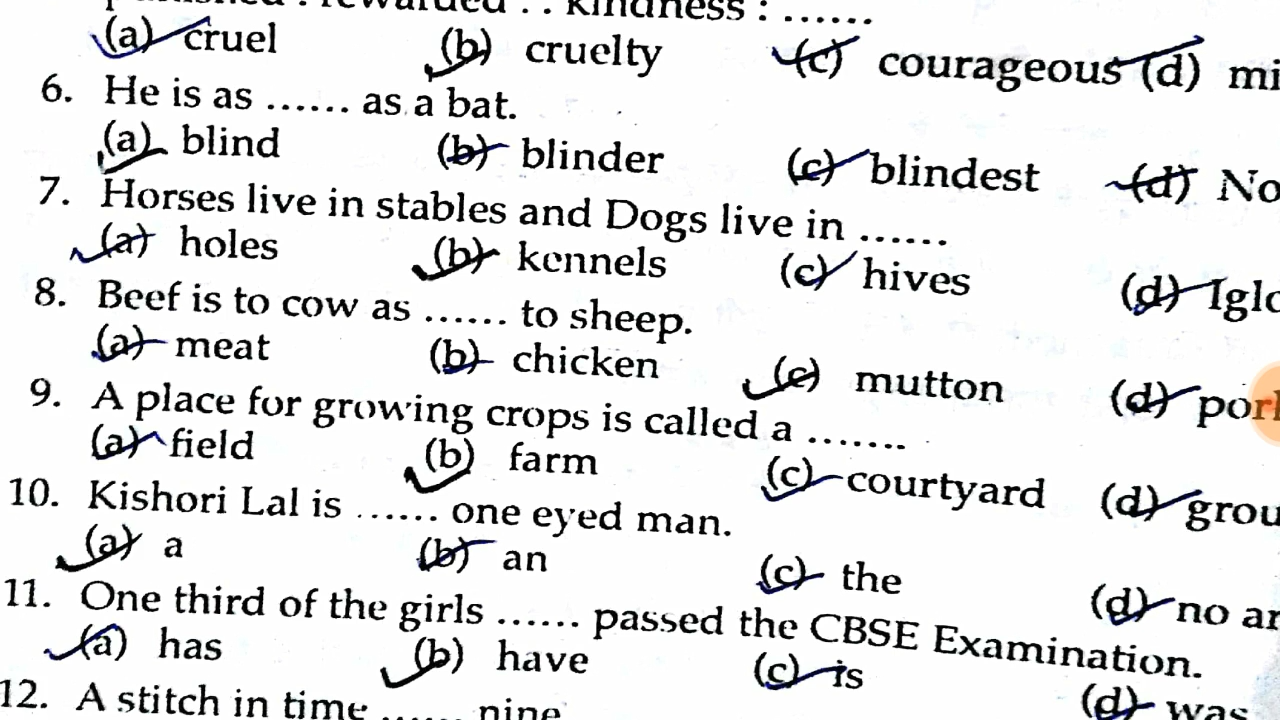 : rewarded : : kindness : ......
(a) cruel (b) cruelty (c) courageous (d) mi
6. He is as ...... as a bat.
(a) blind (b) blinder (c) blindest (d) No
7. Horses live in stables and Dogs live in ......
(a) holes (b) kennels (c) hives (d) Iglo
8. Beef is to cow as ...... to sheep.
(a) meat (b) chicken (c) mutton (d) pork
9. A place for growing crops is called a .......
(a) field (b) farm (c) courtyard (d) grou
10. Kishori Lal is ...... one eyed man.
(a) a (b) an (c) the (d) no ar
11. One third of the girls ...... passed the CBSE Examination.
(a) has (b) have (c) is (d) was
12. A stitch in time ...... nine